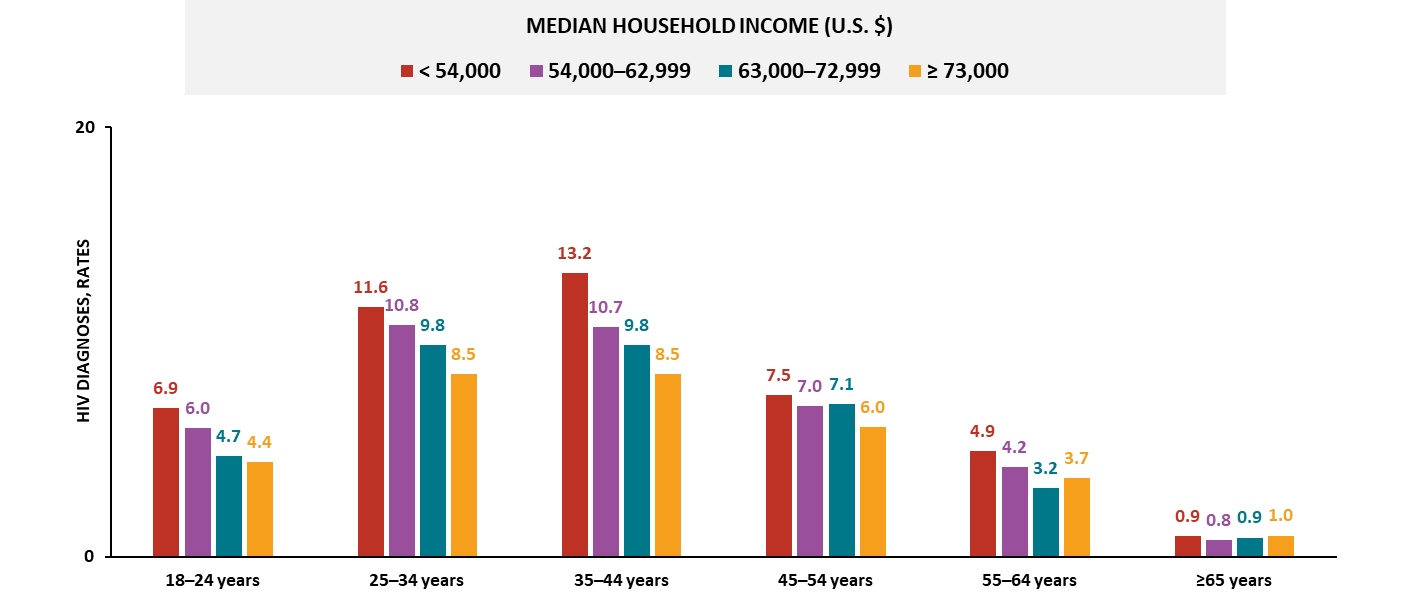 MEDIAN HOUSEHOLD INCOME (U.S. $)
< 54,000 54,000–62,999 63,000–72,999 ≥ 73,000
20
HIV DIAGNOSES, RATES
0
6.9 6.0 4.7 4.4
11.6 10.8 9.8 8.5
13.2 10.7 9.8 8.5
7.5 7.0 7.1 6.0
4.9 4.2 3.2 3.7
0.9 0.8 0.9 1.0
18–24 years 25–34 years 35–44 years 45–54 years 55–64 years ≥65 years